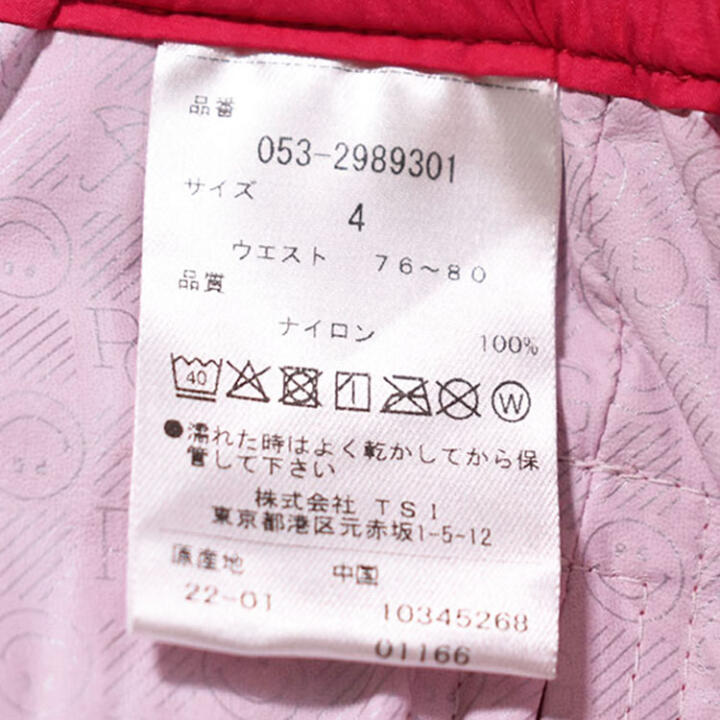 品番
053-2989301
サイズ
4
ウエスト 76~80
品質
ナイロン 100%
40
W
●濡れた時はよく乾かしてから保
管して下さい
株式会社 TSI
東京都港区元赤坂1-5-12
原産地 中国
22-01 10345268
01166